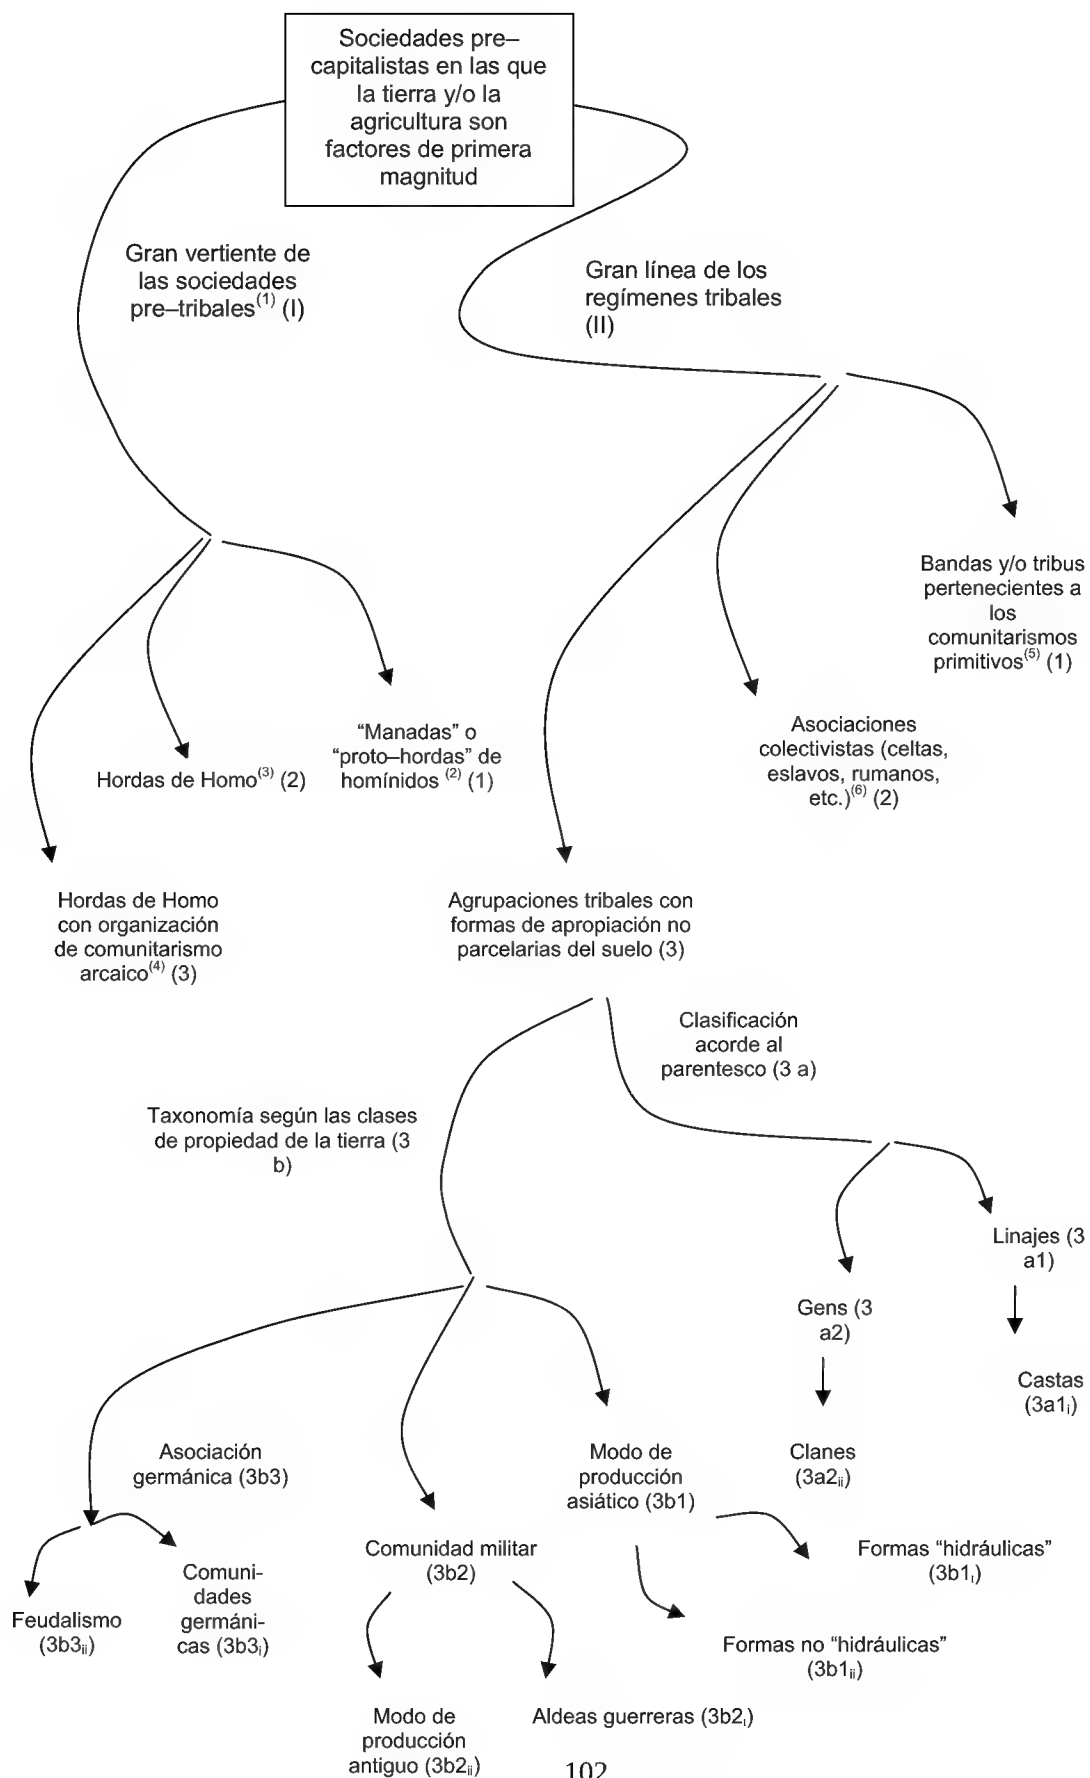 Sociedades pre–
capitalistas en las que
la tierra y/o la
agricultura son
factores de primera
magnitud
Gran vertiente de
las sociedades
pre–tribales(1) (I)
Gran línea de los
regímenes tribales
(II)
Bandas y/o tribus
pertenecientes a
los
comunitarismos
primitivos(5) (1)
Asociaciones
colectivistas (celtas,
eslavos, rumanos,
etc.)(6) (2)
“Manadas” o
“proto–hordas” de
homínidos (2) (1)
Hordas de Homo(3) (2)
Hordas de Homo
con organización
de comunitarismo
arcaico(4) (3)
Agrupaciones tribales con
formas de apropiación no
parcelarias del suelo (3)
Clasificación
acorde al
parentesco (3 a)
Taxonomía según las clases
de propiedad de la tierra (3
b)
Linajes (3
a1)
Gens (3
a2)
Castas
(3a1i)
Clanes
(3a2ii)
Asociación
germánica (3b3)
Modo de
producción
asiático (3b1)
Comunidad militar
(3b2)
Formas “hidráulicas”
(3b1i)
Comuni-
dades
germáni-
cas (3b3i)
Feudalismo
(3b3ii)
Formas no “hidráulicas”
(3b1ii)
Modo de
producción
antiguo (3b2ii)
Aldeas guerreras (3b2i)
102